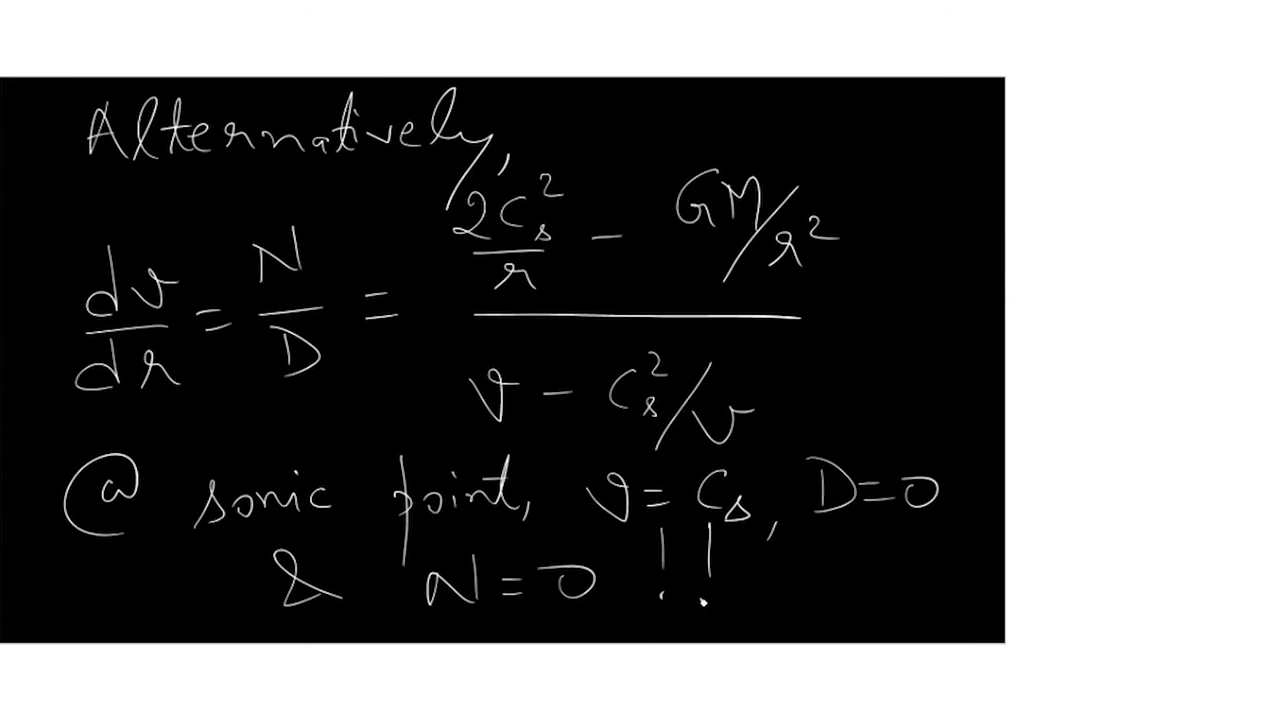 Alternatively,
dv/dr = N/D = (2Cs²/r - GM/r²) / (v - Cs²/v)
@ sonic point, v = Cs, D=0
& N=0 !!